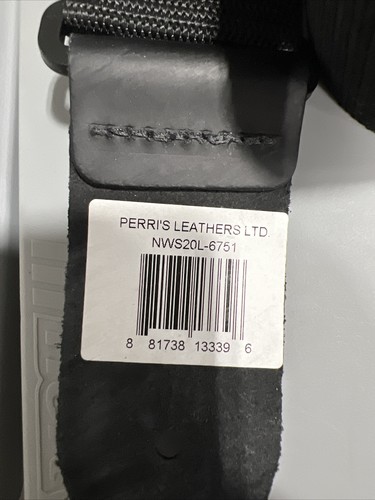 PERRI'S LEATHERS LTD.
NWS20L-6751
8 81738 13339 6